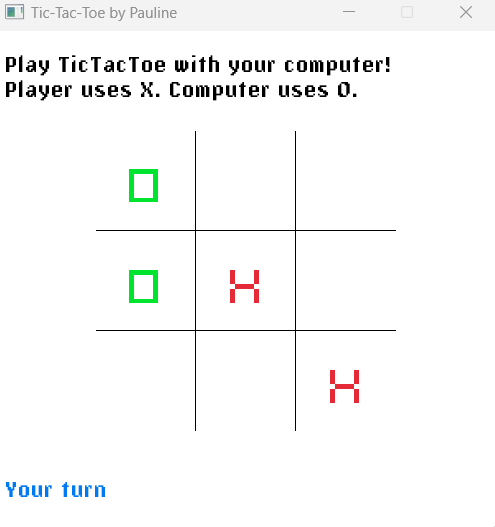 Tic-Tac-Toe by Pauline
Play TicTacToe with your computer!
Player uses X. Computer uses O.
O
O X
X
Your turn